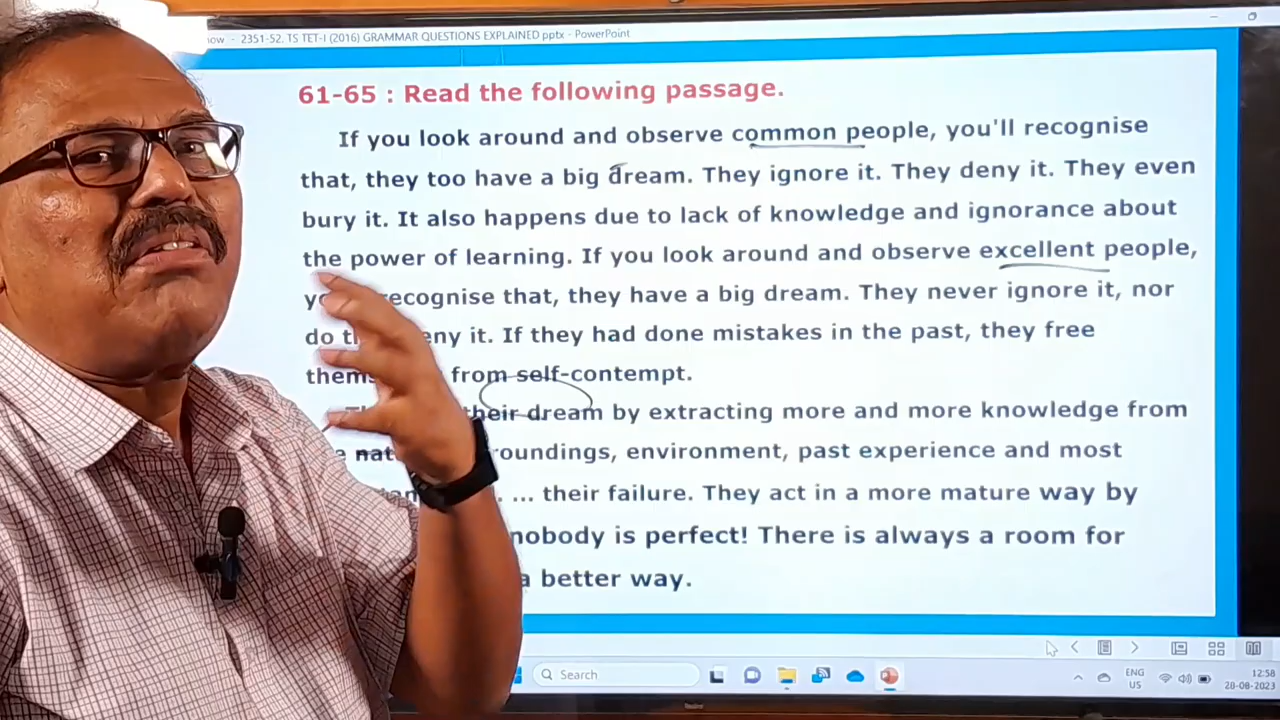 ow - 2351-52. TS TET-I (2016) GRAMMAR QUESTIONS EXPLAINED pptx - PowerPoint
61-65 : Read the following passage.
If you look around and observe common people, you'll recognise
that, they too have a big dream. They ignore it. They deny it. They even
bury it. It also happens due to lack of knowledge and ignorance about
the power of learning. If you look around and observe excellent people,
recognise that, they have a big dream. They never ignore it, nor
do it. If they had done mistakes in the past, they free
from self-contempt.
their dream by extracting more and more knowledge from
environment, past experience and most
... their failure. They act in a more mature way by
nobody is perfect! There is always a room for
a better way.
Search
ENG
US
12:58
28-08-2023